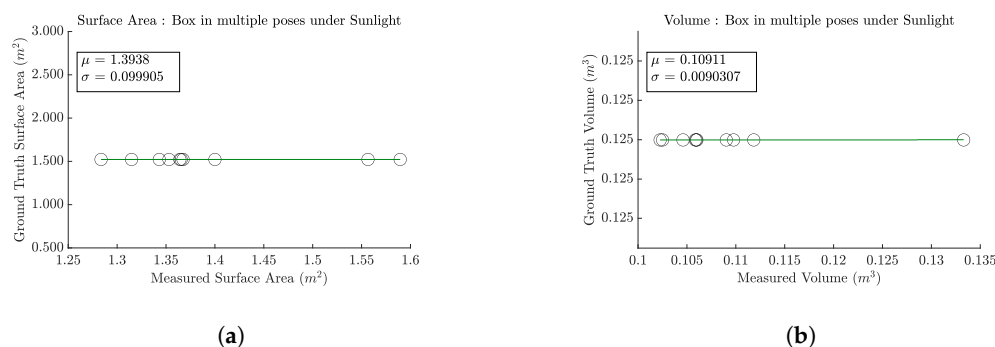 Surface Area : Box in multiple poses under Sunlight
3.000
2.500
2.000
1.500
1.000
0.500
Ground Truth Surface Area (m²)
μ = 1.3938
σ = 0.099905
1.25 1.3 1.35 1.4 1.45 1.5 1.55 1.6
Measured Surface Area (m²)
(a)
Volume : Box in multiple poses under Sunlight
0.125
0.125
0.125
0.125
0.125
Ground Truth Volume (m³)
μ = 0.10911
σ = 0.0090307
0.1 0.105 0.11 0.115 0.12 0.125 0.13 0.135
Measured Volume (m³)
(b)